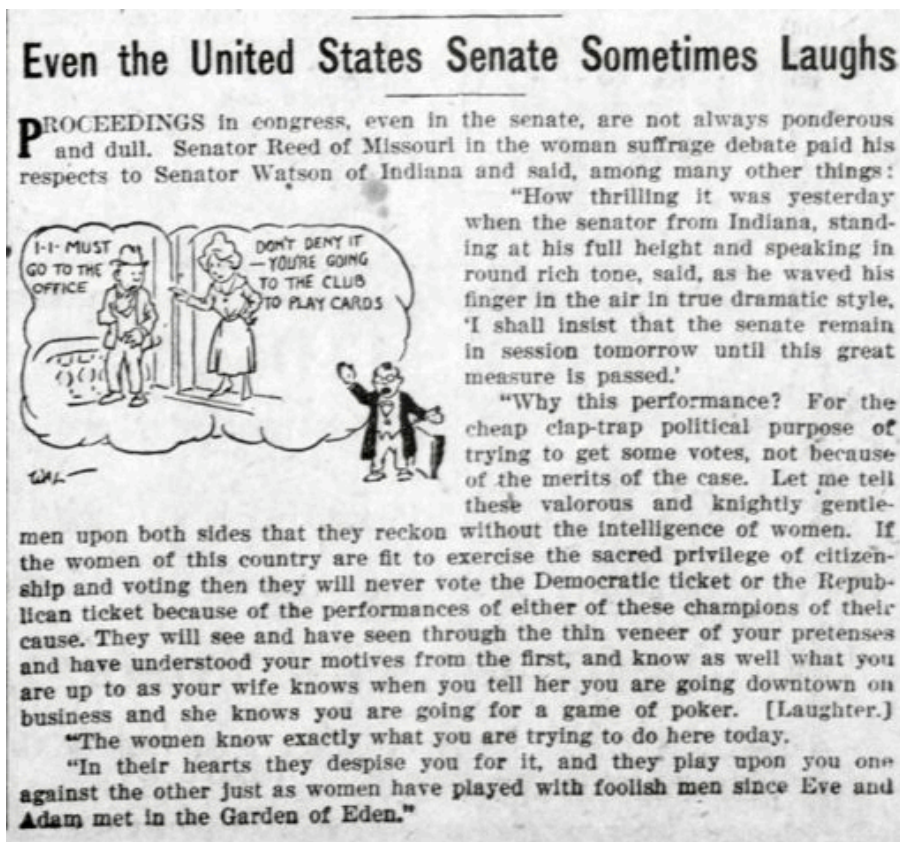 Even the United States Senate Sometimes Laughs
PROCEEDINGS in congress, even in the senate, are not always ponderous
and dull. Senator Reed of Missouri in the woman suffrage debate paid his
respects to Senator Watson of Indiana and said, among many other things:
"How thrilling it was yesterday
when the senator from Indiana, stand-
ing at his full height and speaking in
round rich tone, said, as he waved his
finger in the air in true dramatic style,
'I shall insist that the senate remain
in session tomorrow until this great
measure is passed.'
"Why this performance? For the
cheap clap-trap political purpose of
trying to get some votes, not because
of the merits of the case. Let me tell
these valorous and knightly gentle-
I-I- MUST
GO TO THE
OFFICE
DON'T DENY IT
— YOU'RE GOING
TO THE CLUB
TO PLAY CARDS
WAL—
men upon both sides that they reckon without the intelligence of women. If
the women of this country are fit to exercise the sacred privilege of citizen-
ship and voting then they will never vote the Democratic ticket or the Repub-
lican ticket because of the performances of either of these champions of their
cause. They will see and have seen through the thin veneer of your pretenses
and have understood your motives from the first, and know as well what you
are up to as your wife knows when you tell her you are going downtown on
business and she knows you are going for a game of poker. [Laughter.]
"The women know exactly what you are trying to do here today.
"In their hearts they despise you for it, and they play upon you one
against the other just as women have played with foolish men since Eve and
Adam met in the Garden of Eden."